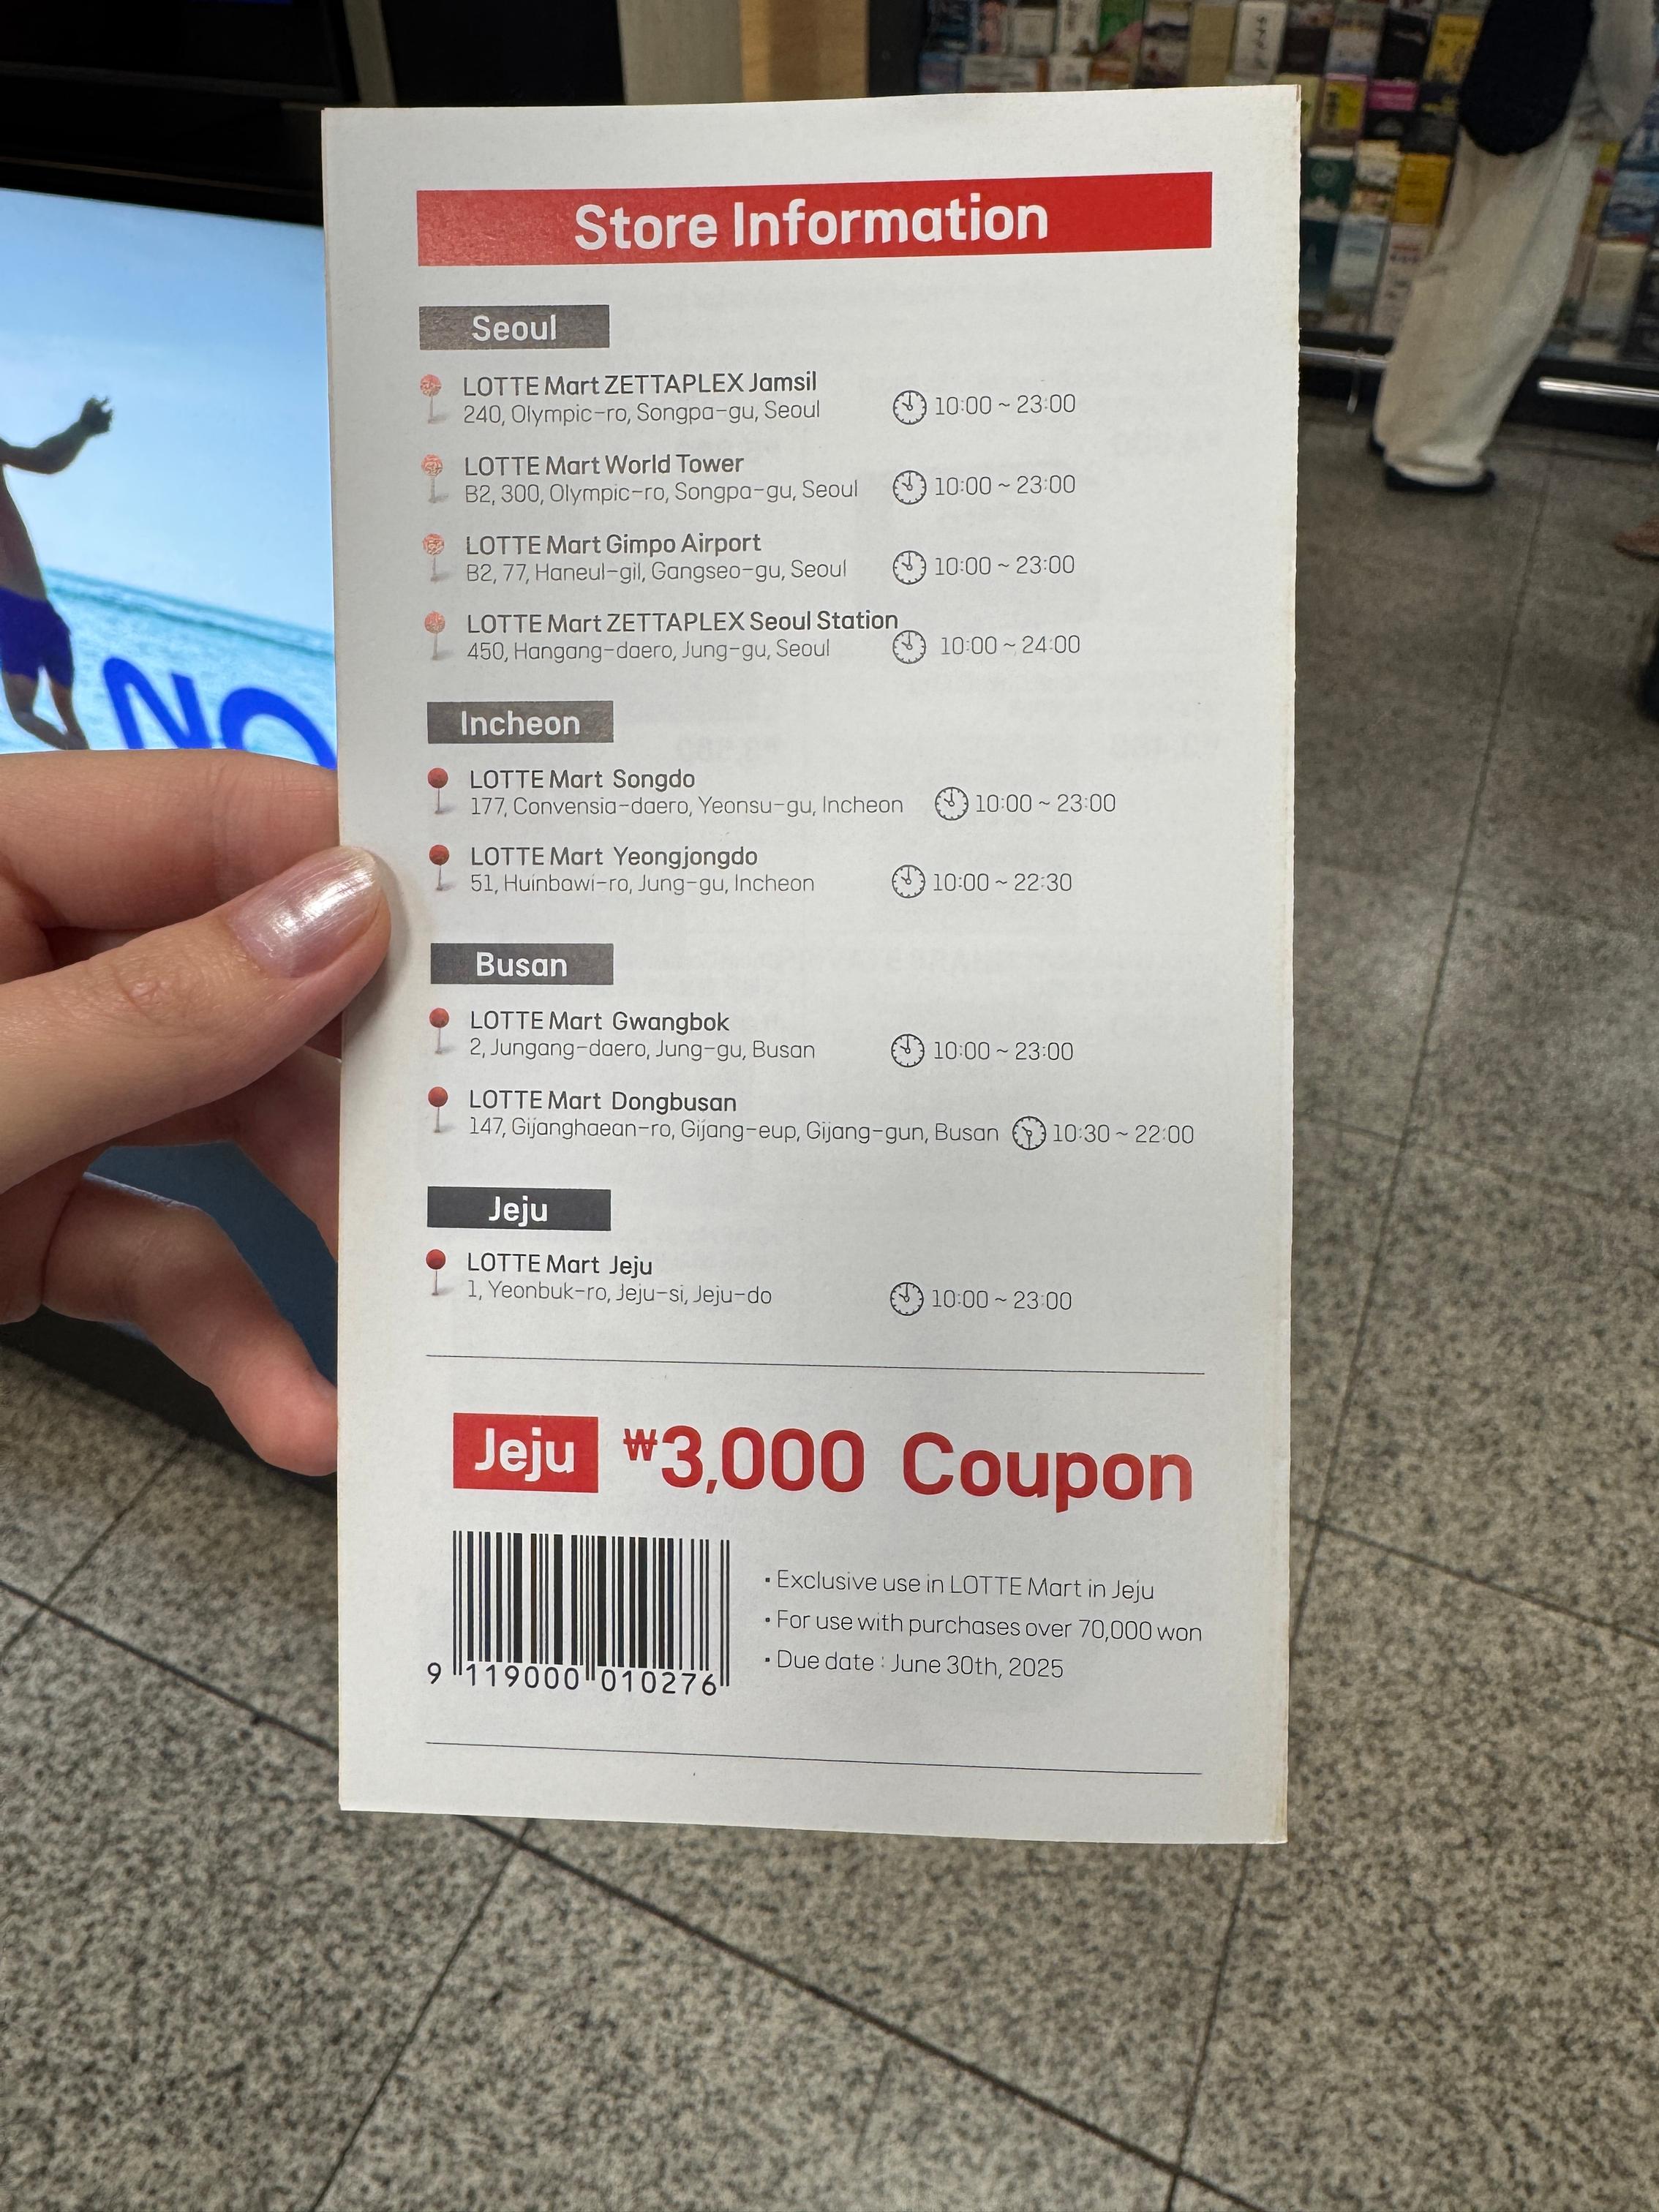 Store Information
Seoul
LOTTE Mart ZETTAPLEX Jamsil
240, Olympic-ro, Songpa-gu, Seoul 10:00 ~ 23:00
LOTTE Mart World Tower
B2, 300, Olympic-ro, Songpa-gu, Seoul 10:00 ~ 23:00
LOTTE Mart Gimpo Airport
B2, 77, Haneul-gil, Gangseo-gu, Seoul 10:00 ~ 23:00
LOTTE Mart ZETTAPLEX Seoul Station
450, Hangang-daero, Jung-gu, Seoul 10:00 ~ 24:00
Incheon
LOTTE Mart Songdo
177, Convensia-daero, Yeonsu-gu, Incheon 10:00 ~ 23:00
LOTTE Mart Yeongjongdo
51, Huinbawi-ro, Jung-gu, Incheon 10:00 ~ 22:30
Busan
LOTTE Mart Gwangbok
2, Jungang-daero, Jung-gu, Busan 10:00 ~ 23:00
LOTTE Mart Dongbusan
147, Gijanghaean-ro, Gijang-eup, Gijang-gun, Busan 10:30 ~ 22:00
Jeju
LOTTE Mart Jeju
1, Yeonbuk-ro, Jeju-si, Jeju-do 10:00 ~ 23:00
Jeju ₩3,000 Coupon
• Exclusive use in LOTTE Mart in Jeju
• For use with purchases over 70,000 won
• Due date : June 30th, 2025
9 119000 010276
NO